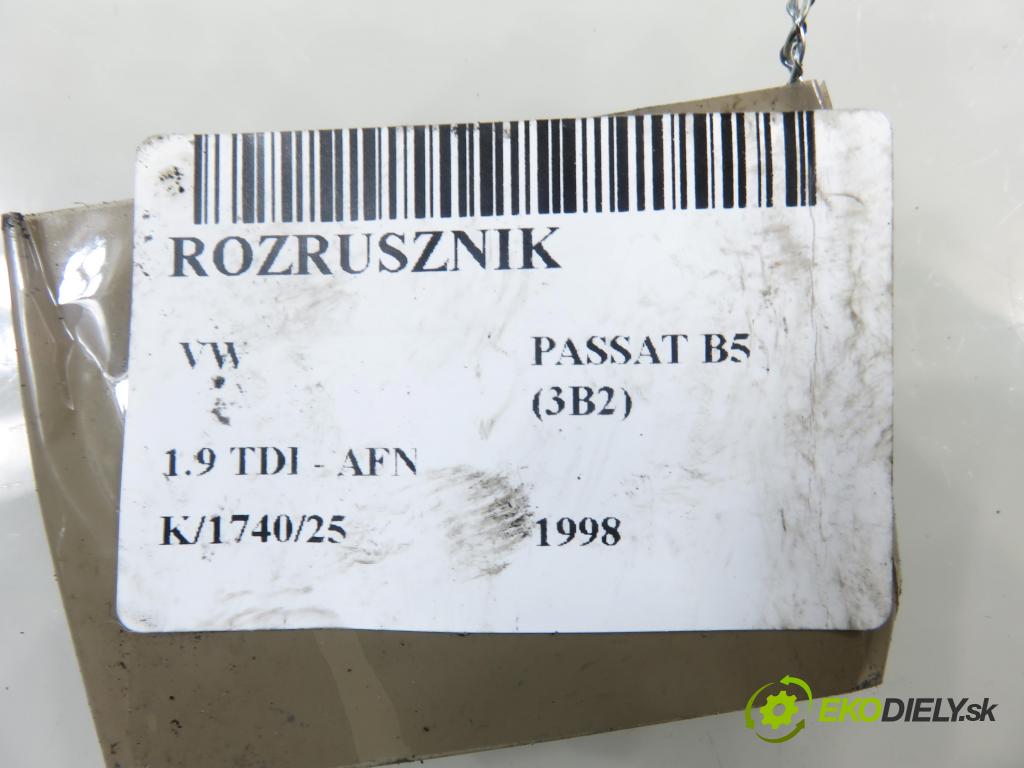 ROZRUSZNIK
VW PASSAT B5
(3B2)
1.9 TDI - AFN
K/1740/25 1998
EKODIELY.sk